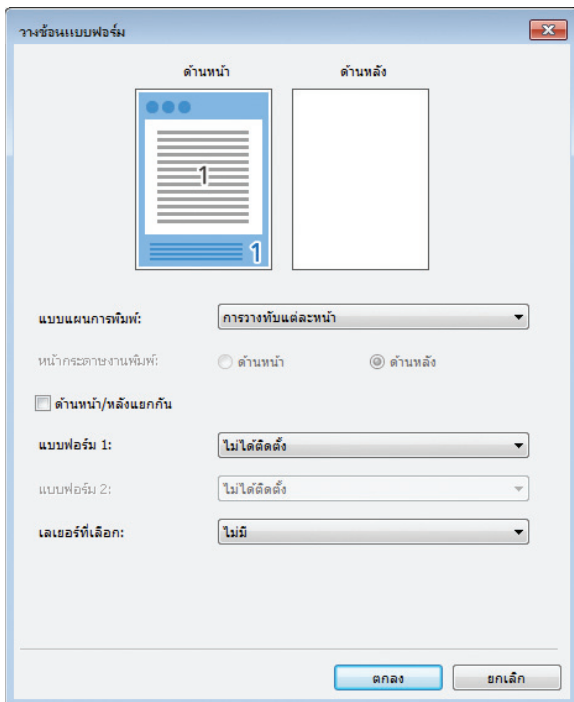 วางซ้อนแบบฟอร์ม
ด้านหน้า ด้านหลัง
1
1
แบบแผนการพิมพ์: การวางทับแต่ละหน้า
หน้ากระดาษงานพิมพ์: ด้านหน้า ด้านหลัง
ด้านหน้า/หลังแยกกัน
แบบฟอร์ม 1: ไม่ได้ติดตั้ง
แบบฟอร์ม 2: ไม่ได้ติดตั้ง
เลเยอร์ที่เลือก: ไม่มี
ตกลง ยกเลิก